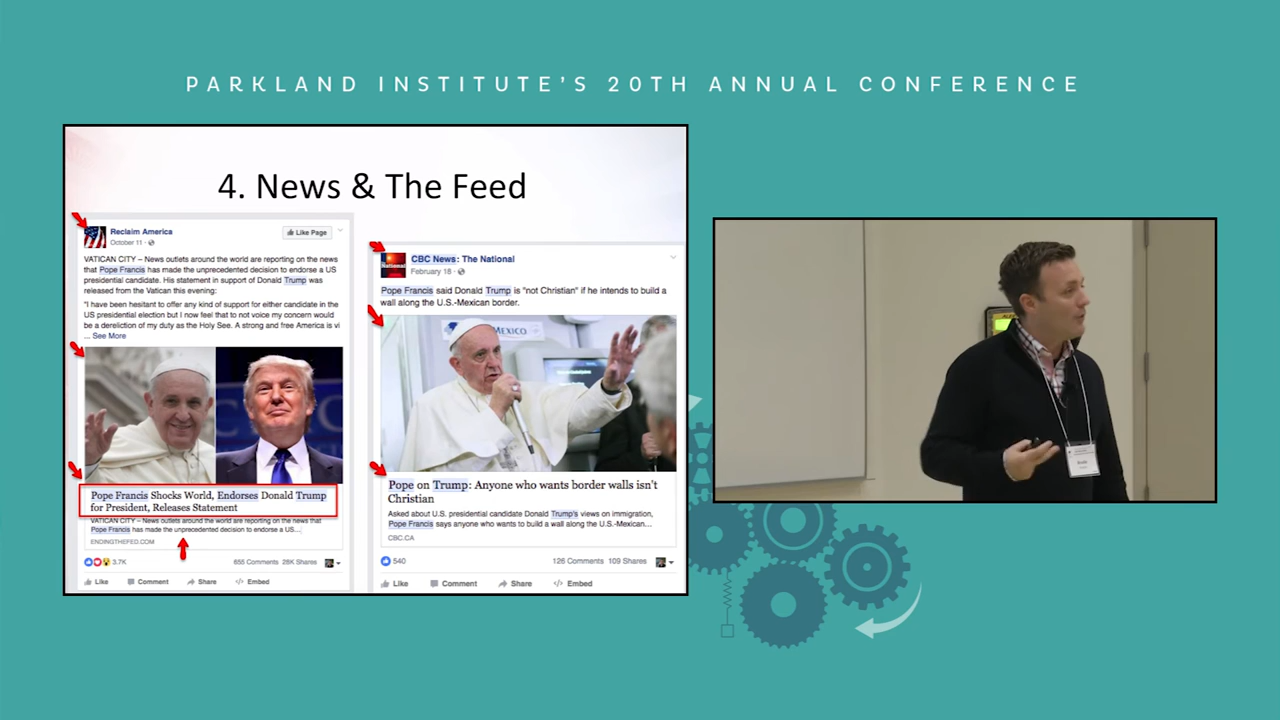 PARKLAND INSTITUTE'S 20TH ANNUAL CONFERENCE
4. News & The Feed
Reclaim America
October 11 ·
Like Page
VATICAN CITY – News outlets around the world are reporting on the news
that Pope Francis has made the unprecedented decision to endorse a US
presidential candidate. His statement in support of Donald Trump was
released from the Vatican this evening:
"I have been hesitant to offer any kind of support for either candidate in the
US presidential election but I now feel that to not voice my concern would
be a dereliction of my duty as the Holy See. A strong and free America is vi
... See More
Pope Francis Shocks World, Endorses Donald Trump
for President, Releases Statement
VATICAN CITY – News outlets around the world are reporting on the news that
Pope Francis has made the unprecedented decision to endorse a US...
ENDINGTHEFED.COM
3.7K
655 Comments 28K Shares
Like Comment Share Embed
CBC News: The National
February 18 ·
National
Pope Francis said Donald Trump is "not Christian" if he intends to build a
wall along the U.S.-Mexican border.
MEXICO
Pope on Trump: Anyone who wants border walls isn't
Christian
Asked about U.S. presidential candidate Donald Trump's views on immigration,
Pope Francis says anyone who wants to build a wall along the U.S.-Mexican...
CBC.CA
540
126 Comments 109 Shares
Like Comment Share Embed